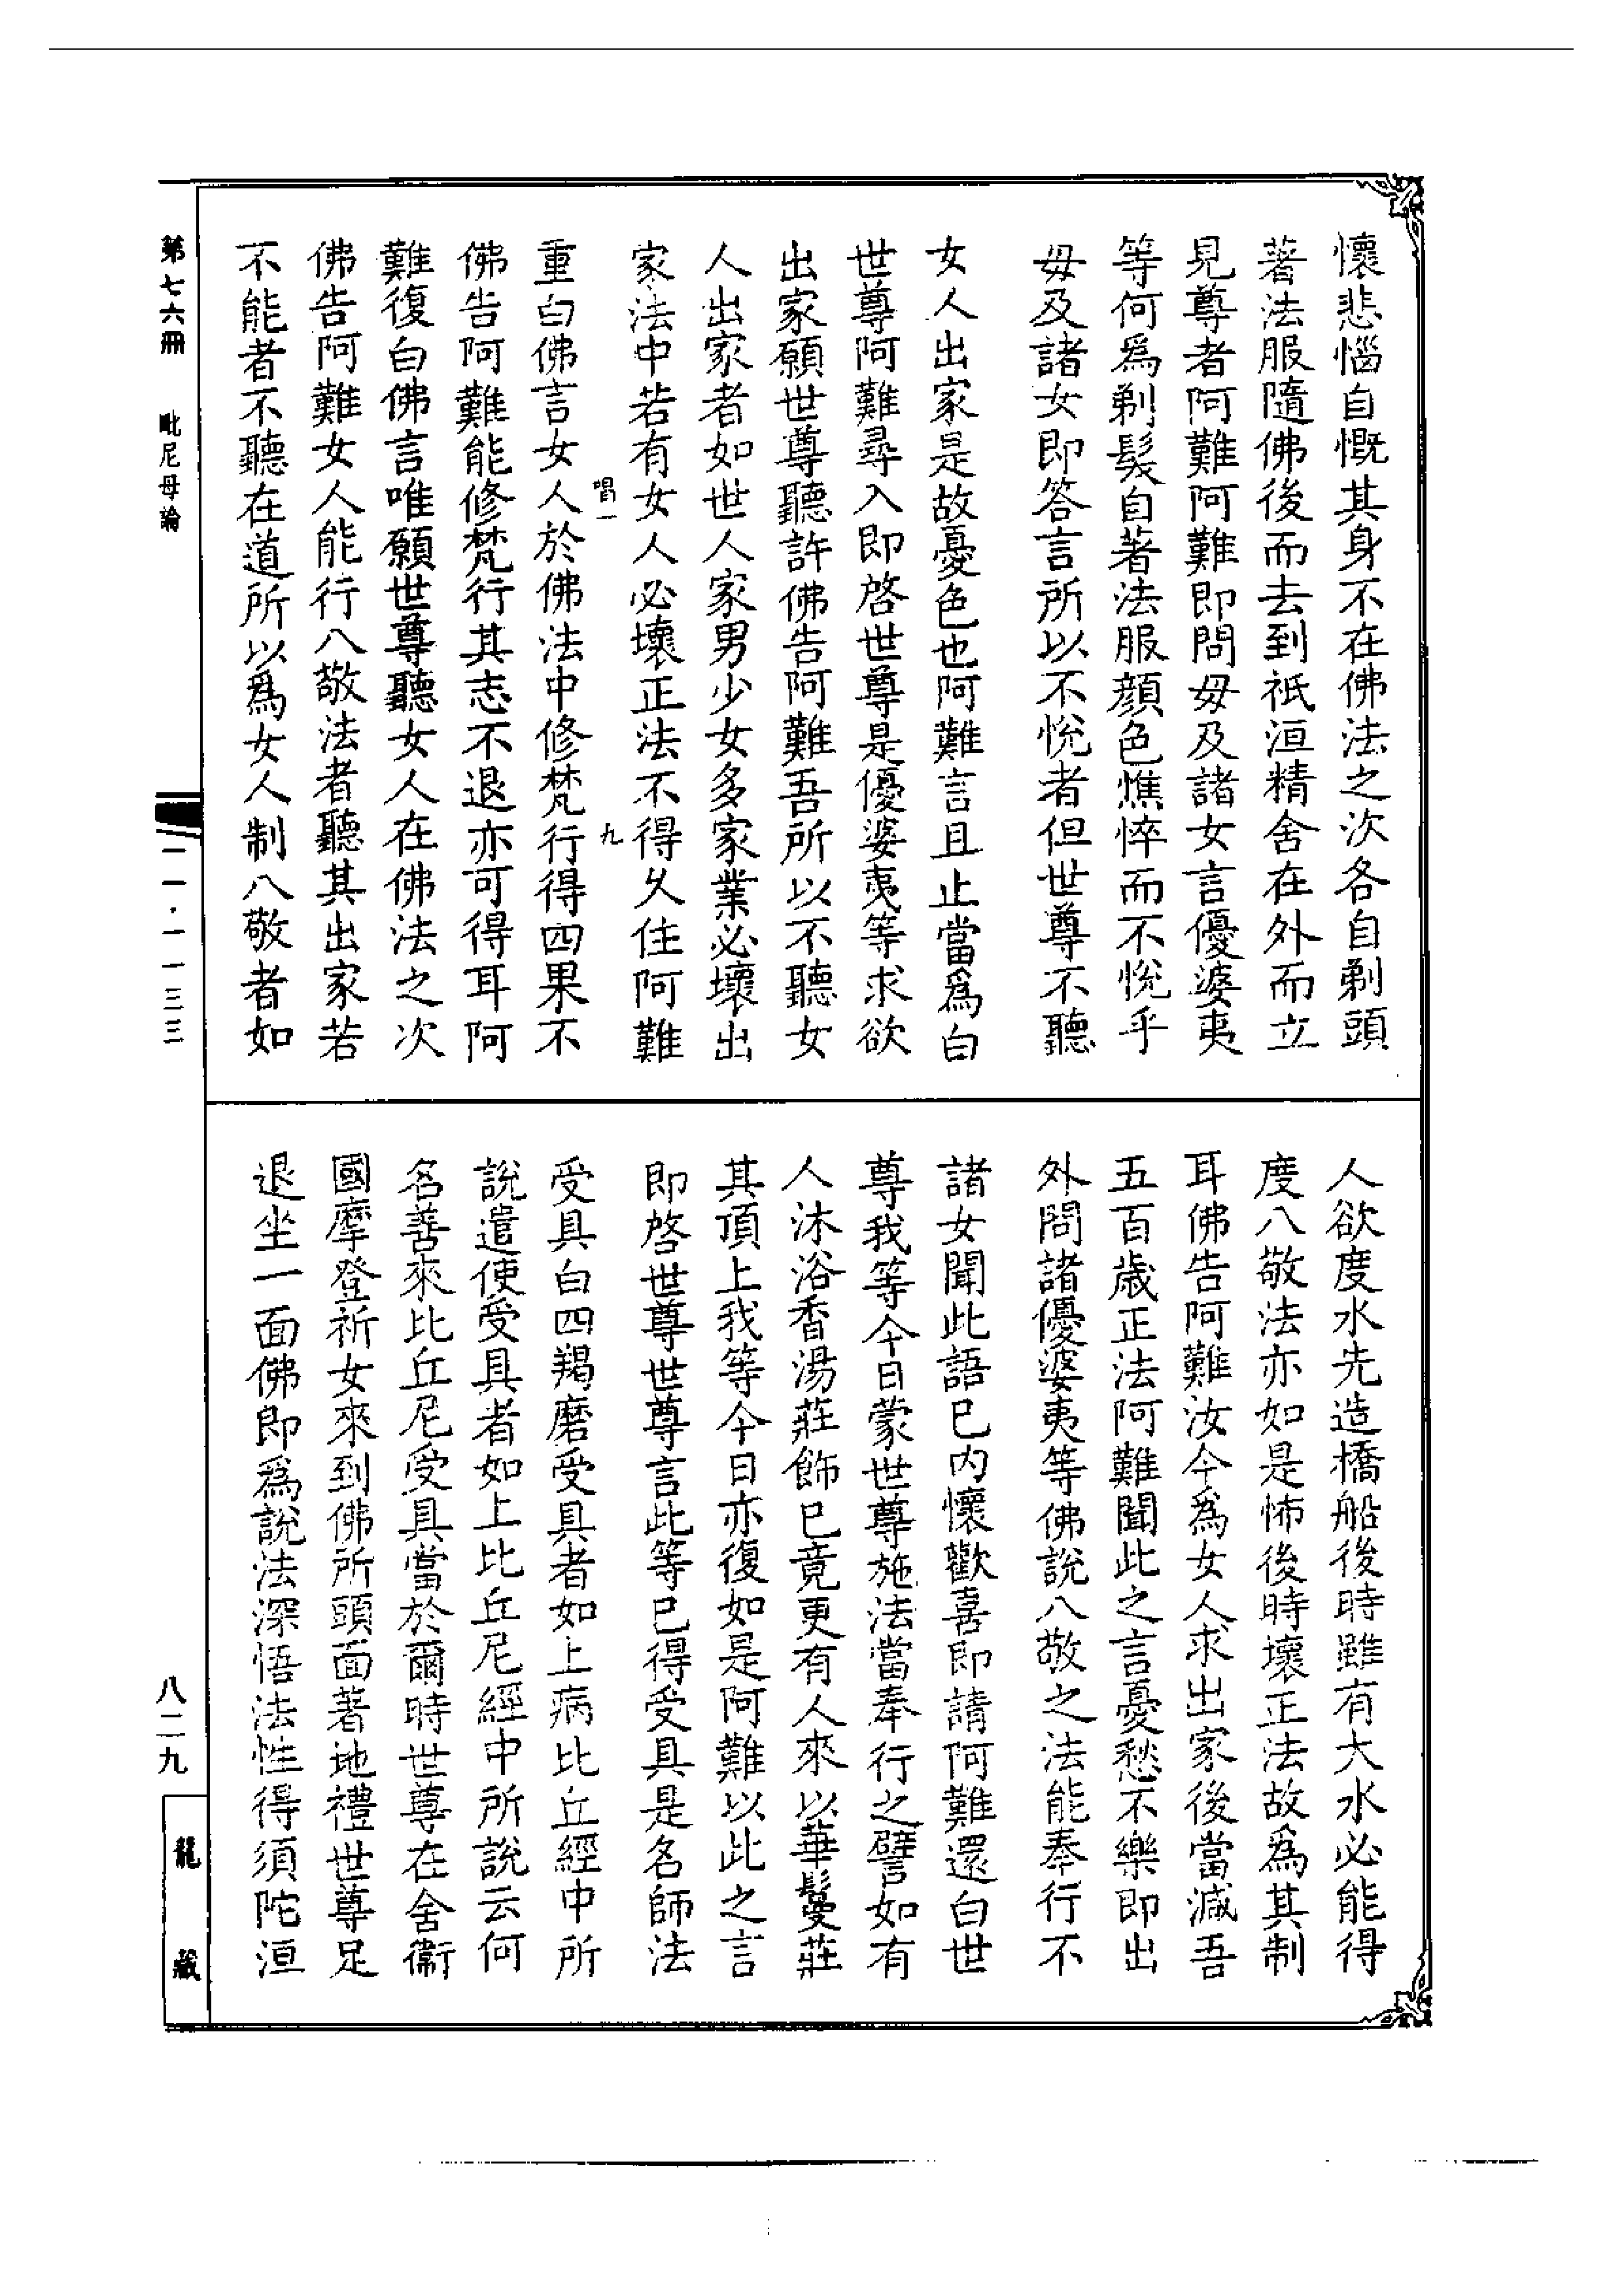 懷悲惱自慨其身不在佛法之次各自剃頭
著法服隨佛後而去到祇洹精舍在外而立
見尊者阿難阿難即問毋及諸女言優婆夷
等何爲剃髮自著法服顔色憔悴而不悅乎
毋及諸女即答言所以不悅者但世尊不聽
女人出家是故憂色也阿難言且止當爲白
世尊阿難尋入即啓世尊是優婆夷等求欲
出家願世尊聽許佛告阿難吾所以不聽女
人出家者如世人家男少女多家業必壞出
家法中若有女人必壞正法不得久住阿難
唱一 九
重白佛言女人於佛法中修梵行得四果不
佛告阿難能修梵行其志不退亦可得耳阿
難復白佛言唯願世尊聽女人在佛法之次
佛告阿難女人能行八敬法者聽其出家若
不能者不聽在道所以爲女人制八敬者如
人欲度水先造橋船後時雖有大水必能得
度八敬法亦如是怖後時壞正法故爲其制
耳佛告阿難汝今爲女人求出家後當減吾
五百歲正法阿難聞此之言憂愁不樂即出
外問諸優婆夷等佛說八敬之法能奉行不
諸女聞此語已内懷歡喜即請阿難還白世
尊我等今日蒙世尊施法當奉行之譬如有
人沐浴香湯莊飾已竟更有人來以華鬘莊
其頂上我等今日亦復如是阿難以此之言
即啓世尊世尊言此等已得受具是名師法
受具白四羯磨受具者如上病比丘經中所
說遣使受具者如上比丘尼經中所說云何
名善來比丘尼受具當於爾時世尊在舍衞
國摩登祈女來到佛所頭面著地禮世尊足
退坐一面佛即爲說法深悟法性得須陀洹
第七六冊 毗尼母論
一一·一一三三
八二九
龍藏